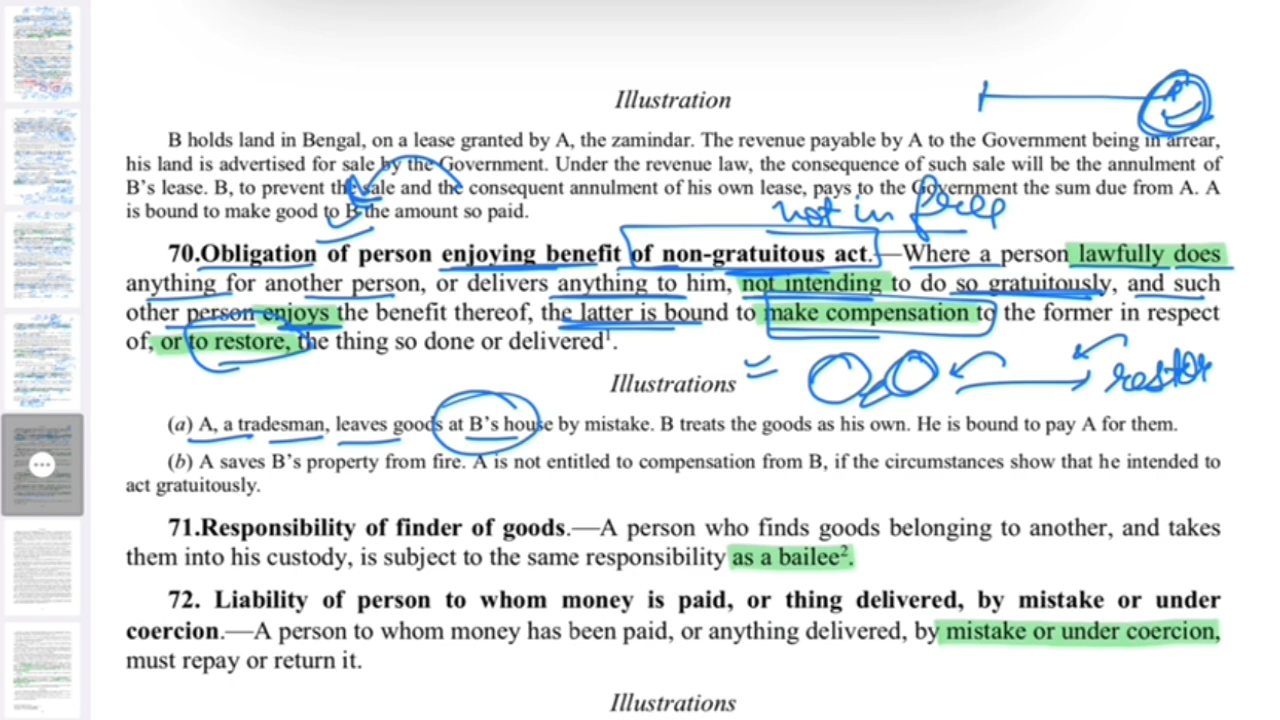 Illustration
B holds land in Bengal, on a lease granted by A, the zamindar. The revenue payable by A to the Government being in arrear,
his land is advertised for sale by the Government. Under the revenue law, the consequence of such sale will be the annulment of
B's lease. B, to prevent the sale and the consequent annulment of his own lease, pays to the Government the sum due from A. A
is bound to make good to B the amount so paid.
not in free
70.Obligation of person enjoying benefit of non-gratuitous act.—Where a person lawfully does
anything for another person, or delivers anything to him, not intending to do so gratuitously, and such
other person enjoys the benefit thereof, the latter is bound to make compensation to the former in respect
of, or to restore, the thing so done or delivered1.
Illustrations
restor
(a) A, a tradesman, leaves goods at B's house by mistake. B treats the goods as his own. He is bound to pay A for them.
(b) A saves B's property from fire. A is not entitled to compensation from B, if the circumstances show that he intended to
act gratuitously.
71.Responsibility of finder of goods.—A person who finds goods belonging to another, and takes
them into his custody, is subject to the same responsibility as a bailee2.
72. Liability of person to whom money is paid, or thing delivered, by mistake or under
coercion.—A person to whom money has been paid, or anything delivered, by mistake or under coercion,
must repay or return it.
Illustrations